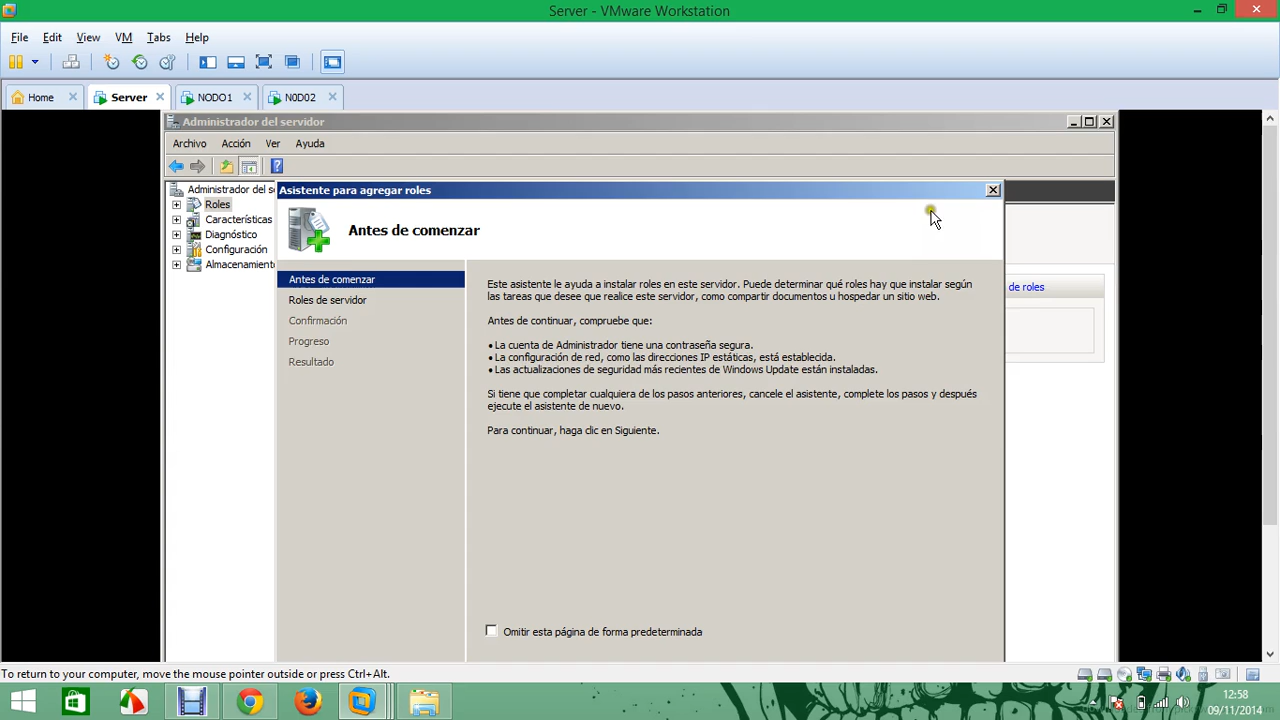 Server - VMware Workstation
File Edit View VM Tabs Help
Home Server NODO1 N0D02
Administrador del servidor
Archivo Acción Ver Ayuda
Administrador del se
Roles
Características
Diagnóstico
Configuración
Almacenamiento
Asistente para agregar roles
Antes de comenzar
Antes de comenzar
Roles de servidor
Confirmación
Progreso
Resultado
Este asistente le ayuda a instalar roles en este servidor. Puede determinar qué roles hay que instalar según
las tareas que desee que realice este servidor, como compartir documentos u hospedar un sitio web.
Antes de continuar, compruebe que:
• La cuenta de Administrador tiene una contraseña segura.
• La configuración de red, como las direcciones IP estáticas, está establecida.
• Las actualizaciones de seguridad más recientes de Windows Update están instaladas.
Si tiene que completar cualquiera de los pasos anteriores, cancele el asistente, complete los pasos y después
ejecute el asistente de nuevo.
Para continuar, haga clic en Siguiente.
Omitir esta página de forma predeterminada
de roles
To return to your computer, move the mouse pointer outside or press Ctrl+Alt.
12:58
09/11/2014